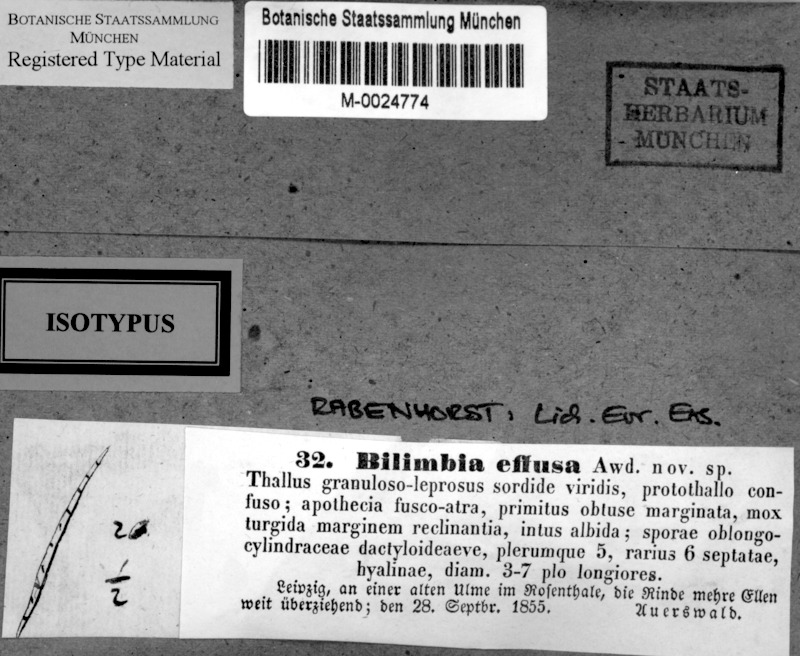 BOTANISCHE STAATSSAMMLUNG
MÜNCHEN
Registered Type Material
Botanische Staatssammlung München
M-0024774
STAATS-
HERBARIUM
MÜNCHEN
ISOTYPUS
RABENHORST: Lich. Eur. Exs.
32. Bilimbia effusa Awd. nov. sp.
Thallus granuloso-leprosus sordide viridis, protothallo con-
fuso; apothecia fusco-atra, primitus obtuse marginata, mox
turgida marginem reclinantia, intus albida; sporae oblongo-
cylindraceae dactyloideaeve, plerumque 5, rarius 6 septatae,
hyalinae, diam. 3-7 plo longiores.
Leipzig, an einer alten Ulme im Rosenthale, die Rinde mehre Ellen
weit überziehend; den 28. Septbr. 1855. Auerswald.
1
2